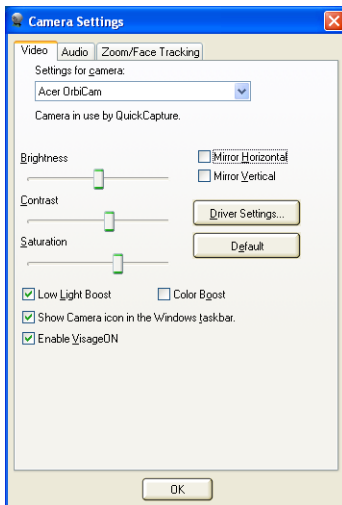 Camera Settings
Video Audio Zoom/Face Tracking
Settings for camera:
Acer OrbiCam
Camera in use by QuickCapture.
Brightness
Mirror Horizontal
Mirror Vertical
Contrast
Driver Settings...
Saturation
Default
Low Light Boost Color Boost
Show Camera icon in the Windows taskbar.
Enable VisageON
OK